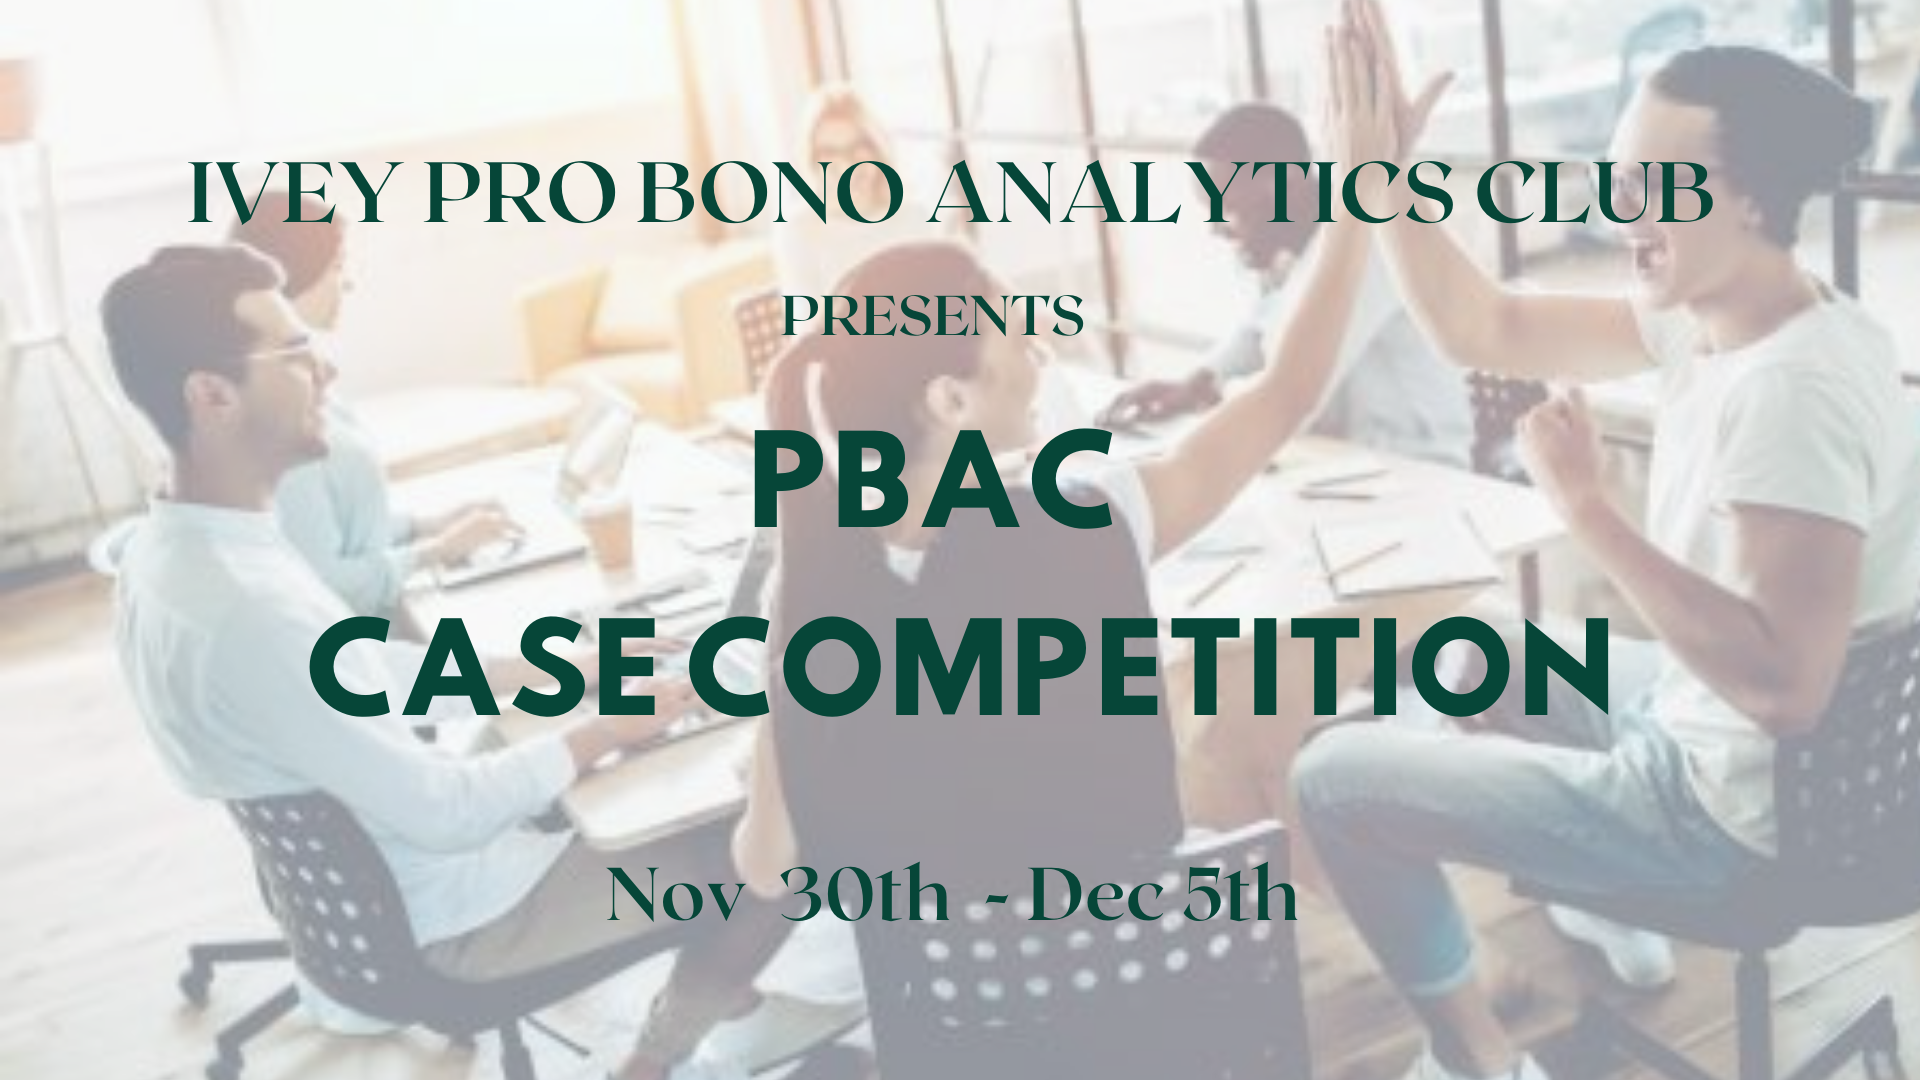 IVEY PRO BONO ANALYTICS CLUB
PRESENTS
PBAC
CASE COMPETITION
Nov 30th - Dec 5th